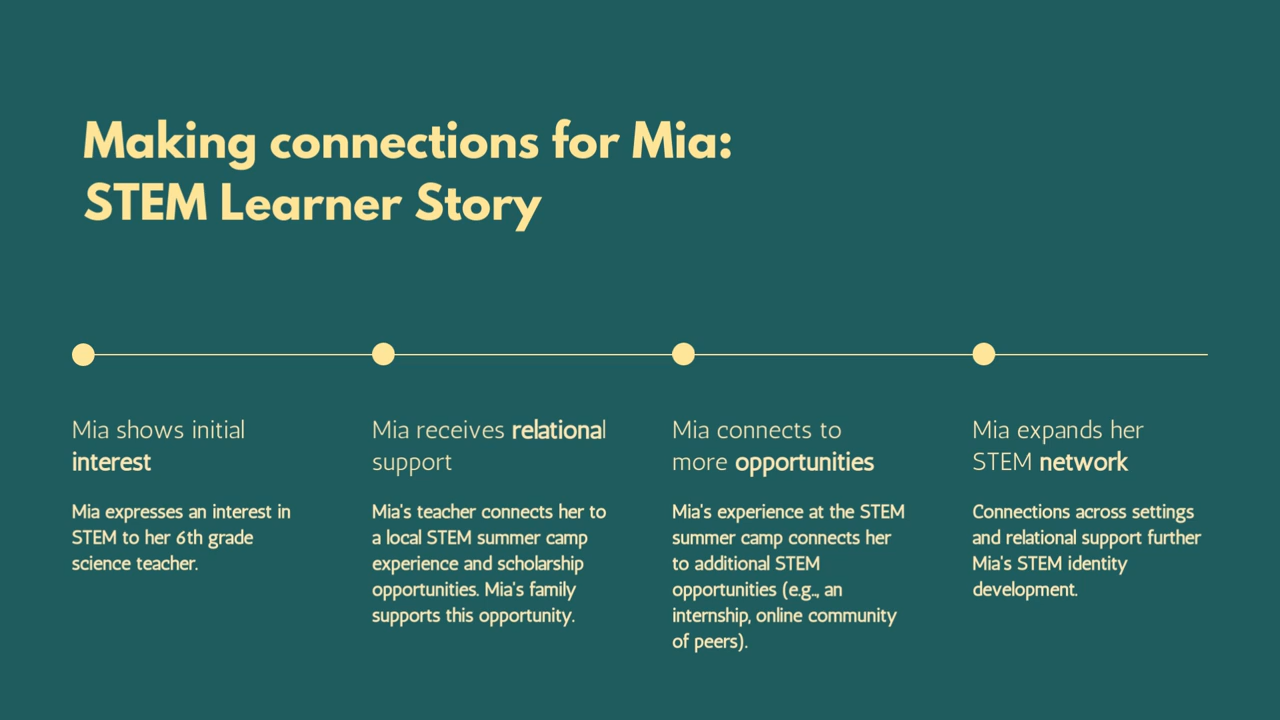 Making connections for Mia:
STEM Learner Story
Mia shows initial
interest
Mia expresses an interest in
STEM to her 6th grade
science teacher.
Mia receives relational
support
Mia's teacher connects her to
a local STEM summer camp
experience and scholarship
opportunities. Mia's family
supports this opportunity.
Mia connects to
more opportunities
Mia's experience at the STEM
summer camp connects her
to additional STEM
opportunities (e.g., an
internship, online community
of peers).
Mia expands her
STEM network
Connections across settings
and relational support further
Mia's STEM identity
development.